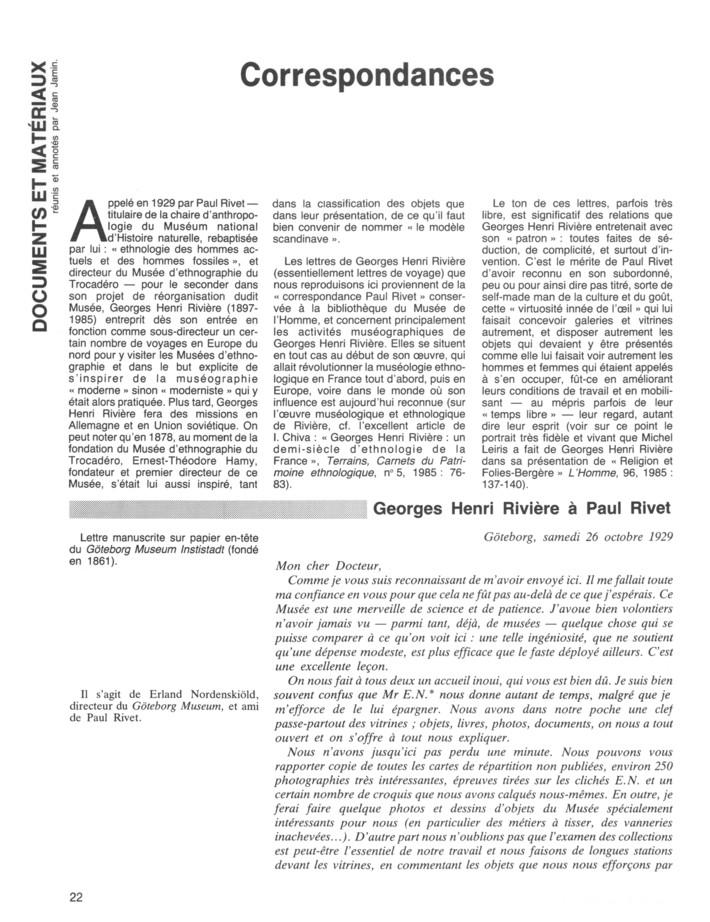 DOCUMENTS ET MATÉRIAUX
réunis et annotés par Jean Jamin.
Correspondances
Appelé en 1929 par Paul Rivet —
titulaire de la chaire d'anthropo-
logie du Muséum national
d'Histoire naturelle, rebaptisée
par lui : « ethnologie des hommes ac-
tuels et des hommes fossiles », et
directeur du Musée d'ethnographie du
Trocadéro — pour le seconder dans
son projet de réorganisation dudit
Musée, Georges Henri Rivière (1897-
1985) entreprit dès son entrée en
fonction comme sous-directeur un cer-
tain nombre de voyages en Europe du
nord pour y visiter les Musées d'ethno-
graphie et dans le but explicite de
s'inspirer de la muséographie
« moderne » sinon « moderniste » qui y
était alors pratiquée. Plus tard, Georges
Henri Rivière fera des missions en
Allemagne et en Union soviétique. On
peut noter qu'en 1878, au moment de la
fondation du Musée d'ethnographie du
Trocadéro, Ernest-Théodore Hamy,
fondateur et premier directeur de ce
Musée, s'était lui aussi inspiré, tant
dans la classification des objets que
dans leur présentation, de ce qu'il faut
bien convenir de nommer « le modèle
scandinave ».
Les lettres de Georges Henri Rivière
(essentiellement lettres de voyage) que
nous reproduisons ici proviennent de la
« correspondance Paul Rivet » conser-
vée à la bibliothèque du Musée de
l'Homme, et concernent principalement
les activités muséographiques de
Georges Henri Rivière. Elles se situent
en tout cas au début de son œuvre, qui
allait révolutionner la muséologie ethno-
logique en France tout d'abord, puis en
Europe, voire dans le monde où son
influence est aujourd'hui reconnue (sur
l'œuvre muséologique et ethnologique
de Rivière, cf. l'excellent article de
I. Chiva : « Georges Henri Rivière : un
demi-siècle d'ethnologie de la
France », Terrains, Carnets du Patri-
moine ethnologique, n° 5, 1985 : 76-
83).
Le ton de ces lettres, parfois très
libre, est significatif des relations que
Georges Henri Rivière entretenait avec
son « patron » : toutes faites de sé-
duction, de complicité, et surtout d'in-
vention. C'est le mérite de Paul Rivet
d'avoir reconnu en son subordonné,
peu ou pour ainsi dire pas titré, sorte de
self-made man de la culture et du goût,
cette « virtuosité innée de l'œil » qui lui
faisait concevoir galeries et vitrines
autrement, et disposer autrement les
objets qui devaient y être présentés
comme elle lui faisait voir autrement les
hommes et femmes qui étaient appelés
à s'en occuper, fût-ce en améliorant
leurs conditions de travail et en mobili-
sant — au mépris parfois de leur
« temps libre » — leur regard, autant
dire leur esprit (voir sur ce point le
portrait très fidèle et vivant que Michel
Leiris a fait de Georges Henri Rivière
dans sa présentation de « Religion et
Folies-Bergère » L'Homme, 96, 1985 :
137-140).
Georges Henri Rivière à Paul Rivet
Lettre manuscrite sur papier en-tête
du Göteborg Museum Instistadt (fondé
en 1861).
Göteborg, samedi 26 octobre 1929
Mon cher Docteur,
Comme je vous suis reconnaissant de m'avoir envoyé ici. Il me fallait toute
ma confiance en vous pour que cela ne fût pas au-delà de ce que j'espérais. Ce
Musée est une merveille de science et de patience. J'avoue bien volontiers
n'avoir jamais vu — parmi tant, déjà, de musées — quelque chose qui se
puisse comparer à ce qu'on voit ici : une telle ingéniosité, que ne soutient
qu'une dépense modeste, est plus efficace que le faste déployé ailleurs. C'est
une excellente leçon.
On nous fait à tous deux un accueil inoui, qui vous est bien dû. Je suis bien
souvent confus que Mr E.N.* nous donne autant de temps, malgré que je
m'efforce de le lui épargner. Nous avons dans notre poche une clef
passe-partout des vitrines ; objets, livres, photos, documents, on nous a tout
ouvert et on s'offre à tout nous expliquer.
Il s'agit de Erland Nordenskiöld,
directeur du Göteborg Museum, et ami
de Paul Rivet.
Nous n'avons jusqu'ici pas perdu une minute. Nous pouvons vous
rapporter copie de toutes les cartes de répartition non publiées, environ 250
photographies très intéressantes, épreuves tirées sur les clichés E.N. et un
certain nombre de croquis que nous avons calqués nous-mêmes. En outre, je
ferai faire quelque photos et dessins d'objets du Musée spécialement
intéressants pour nous (en particulier des métiers à tisser, des vanneries
inachevées...). D'autre part nous n'oublions pas que l'examen des collections
est peut-être l'essentiel de notre travail et nous faisons de longues stations
devant les vitrines, en commentant les objets que nous nous efforçons par
22